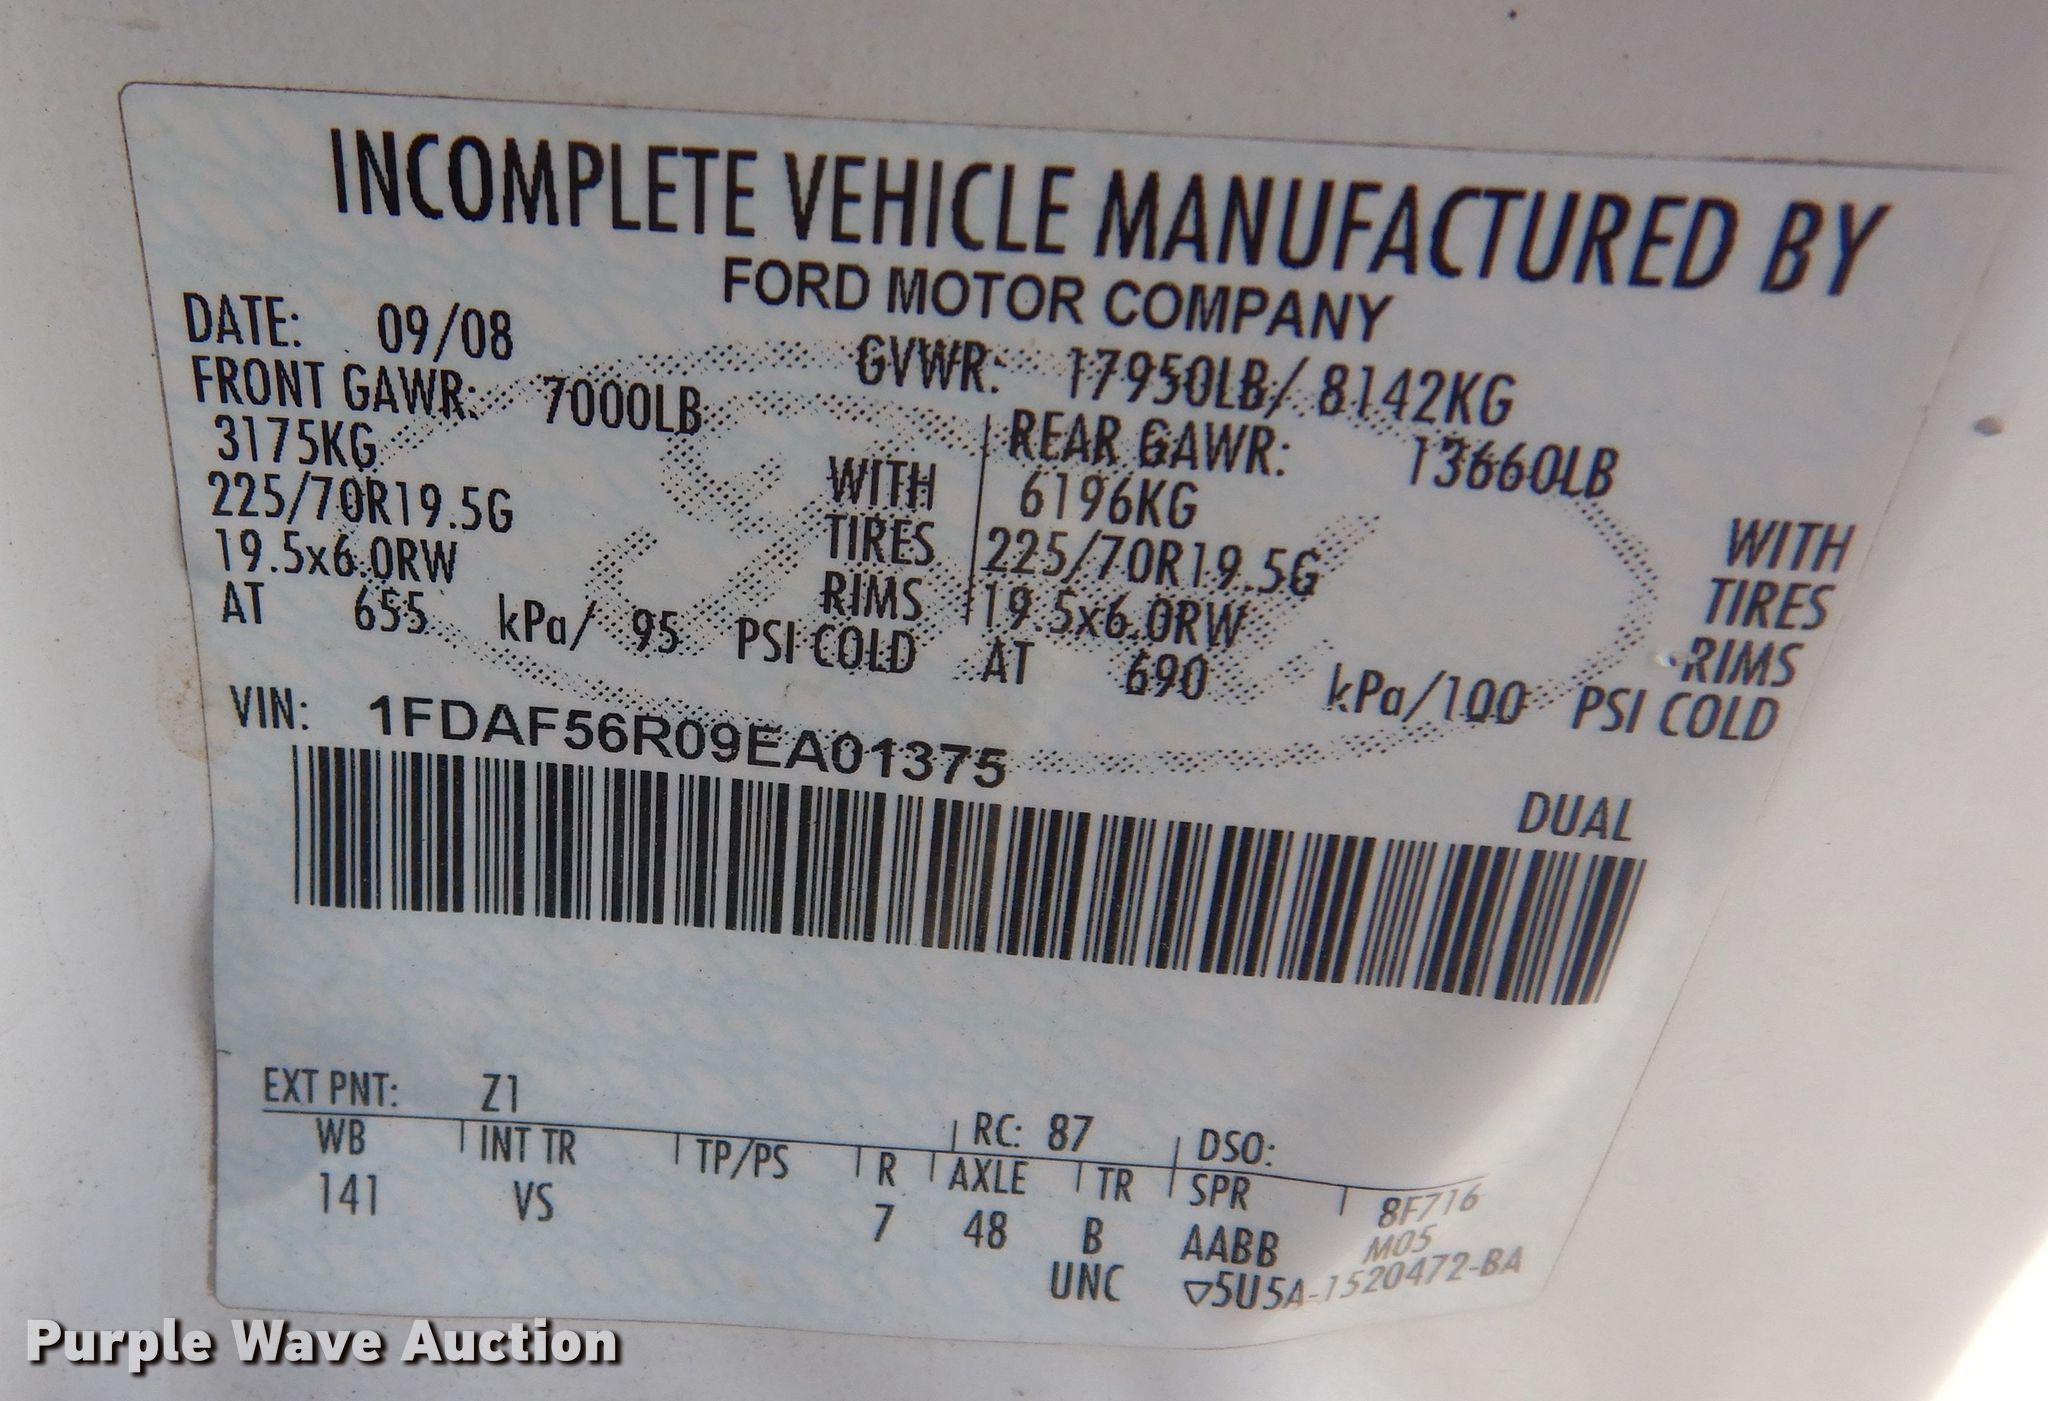 INCOMPLETE VEHICLE MANUFACTURED BY
FORD MOTOR COMPANY
DATE: 09/08 GVWR: 17950LB/ 8142KG
FRONT GAWR: 7000LB REAR GAWR: 13660LB
3175KG WITH 6196KG WITH
225/70R19.5G TIRES 225/70R19.5G TIRES
19.5x6.0RW RIMS 19.5x6.0RW RIMS
AT 655 kPa/ 95 PSI COLD AT 690 kPa/100 PSI COLD
VIN: 1FDAF56R09EA01375
DUAL
EXT PNT: Z1 RC: 87 DSO:
WB INT TR TP/PS R AXLE TR SPR 8F716
141 VS 7 48 B AABB M05
UNC ▽5U5A-1520472-BA
Purple Wave Auction